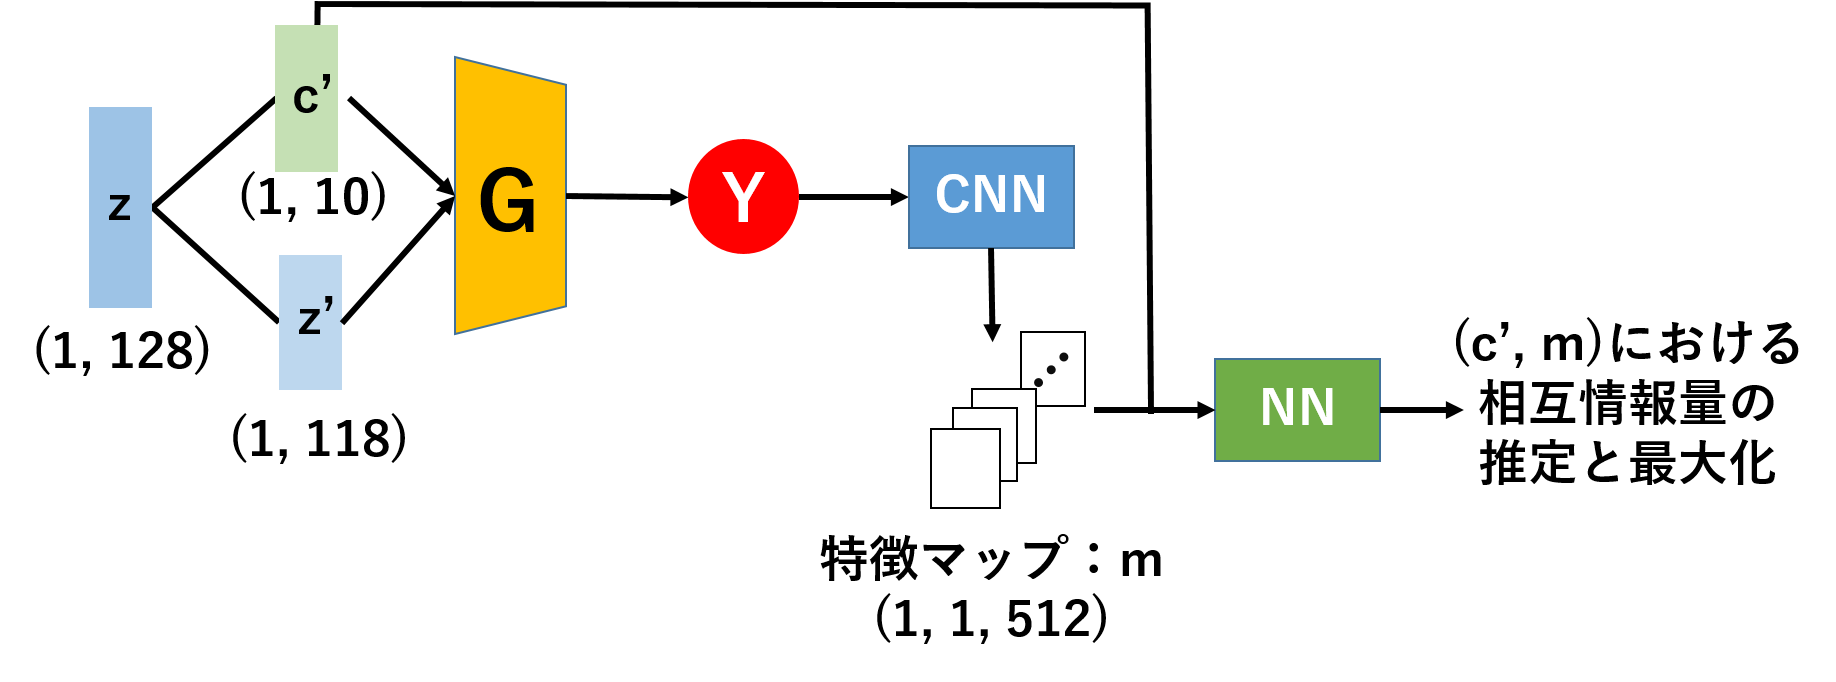 z
(1, 128)
c’
(1, 10)
z’
(1, 118)
G
Y
CNN
特徴マップ：m
(1, 1, 512)
NN
(c’, m)における
相互情報量の
推定と最大化